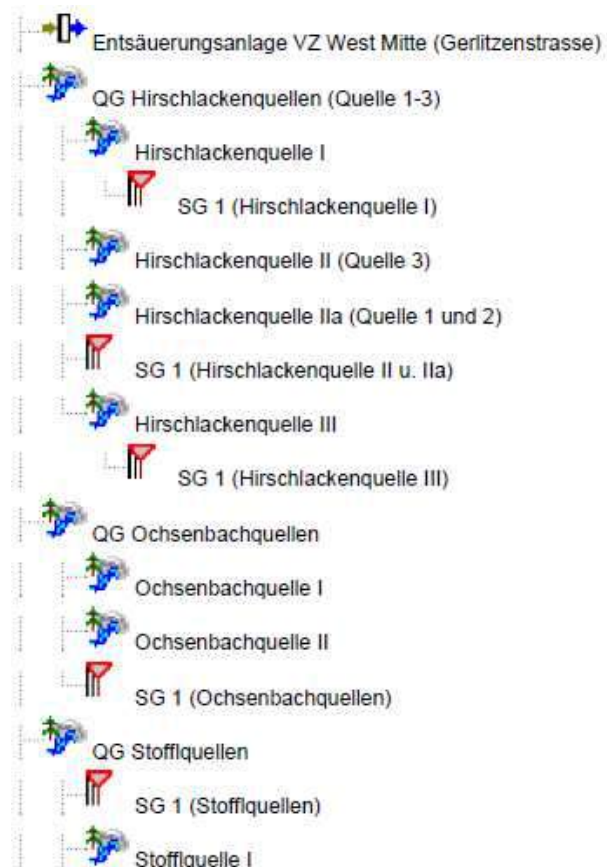 Entsäuerungsanlage VZ West Mitte (Gerlitzenstrasse)
QG Hirschlackenquellen (Quelle 1-3)
Hirschlackenquelle I
SG 1 (Hirschlackenquelle I)
Hirschlackenquelle II (Quelle 3)
Hirschlackenquelle IIa (Quelle 1 und 2)
SG 1 (Hirschlackenquelle II u. IIa)
Hirschlackenquelle III
SG 1 (Hirschlackenquelle III)
QG Ochsenbachquellen
Ochsenbachquelle I
Ochsenbachquelle II
SG 1 (Ochsenbachquellen)
QG Stofflquellen
SG 1 (Stofflquellen)
Stofflquelle I